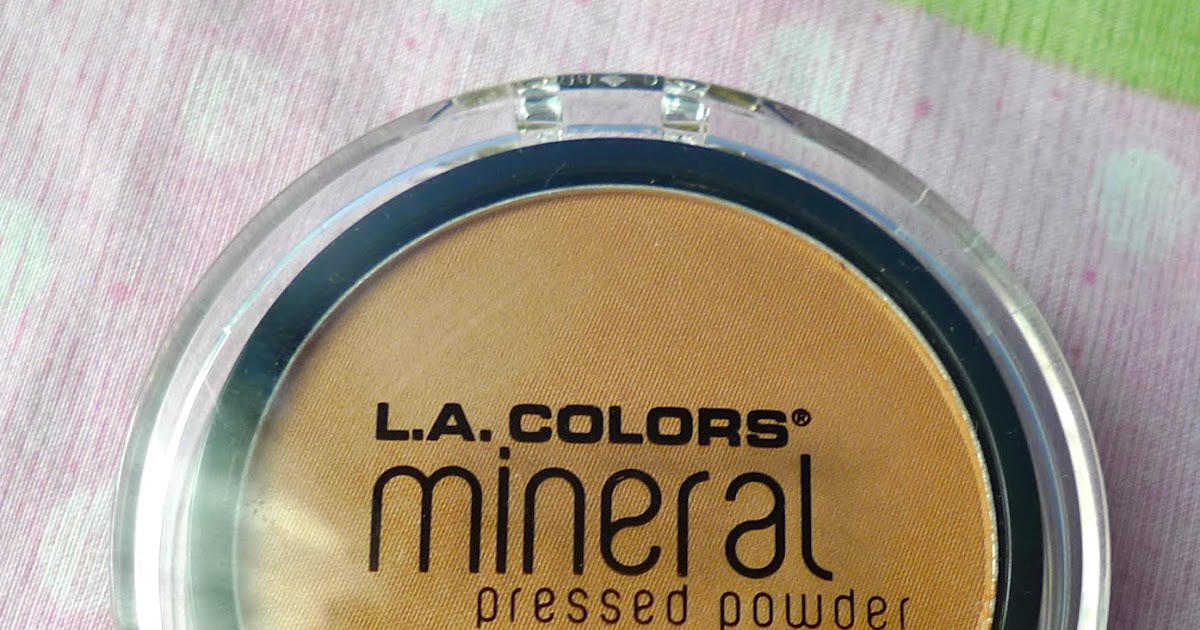 L.A. COLORS®
mineral
pressed powder